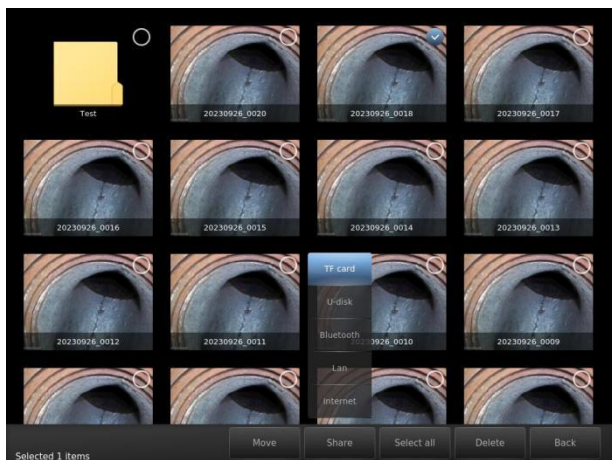 Test
20230926_0020
20230926_0018
20230926_0017
20230926_0016
20230926_0015
20230926_0014
20230926_0013
20230926_0012
20230926_0011
20230926_0010
20230926_0009
TF card
U-disk
Bluetooth
Lan
Internet
Selected 1 items
Move
Share
Select all
Delete
Back